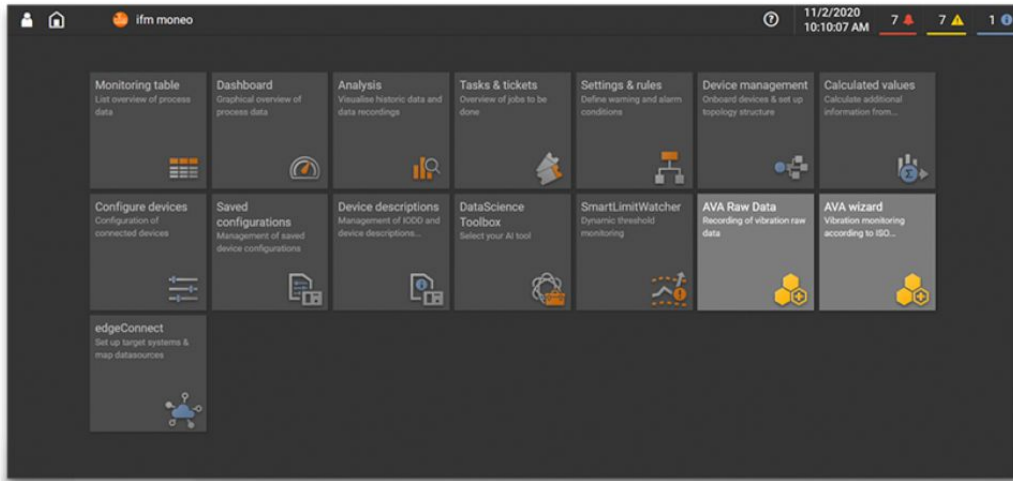 ifm moneo
11/2/2020
10:10:07 AM
7
7
1
Monitoring table
List overview of process
data
Dashboard
Graphical overview of
process data
Analysis
Visualise historic data and
data recordings
Tasks & tickets
Overview of jobs to be
done
Settings & rules
Define warning and alarm
conditions
Device management
Onboard devices & set up
topology structure
Calculated values
Calculate additional
information from...
Configure devices
Configuration of
connected devices
Saved
configurations
Management of saved
device configurations
Device descriptions
Management of IODD and
device descriptions...
DataScience
Toolbox
Select your AI tool
SmartLimitWatcher
Dynamic threshold
monitoring
AVA Raw Data
Recording of vibration raw
data
AVA wizard
Vibration monitoring
according to ISO...
edgeConnect
Set up target systems &
map datasources